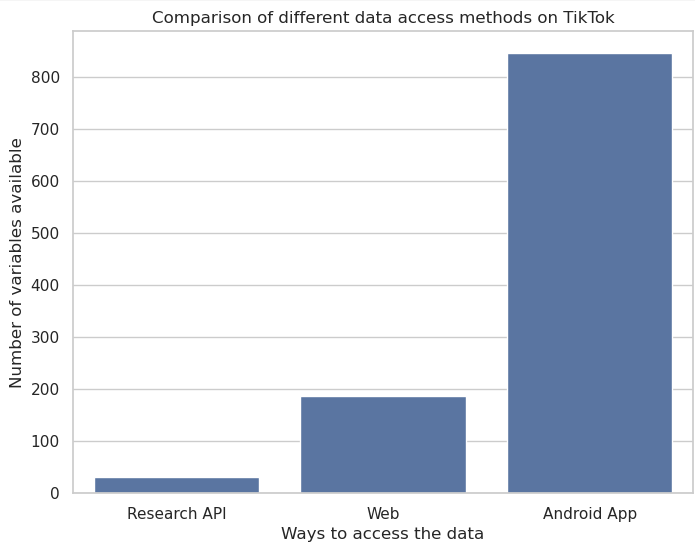 Comparison of different data access methods on TikTok
Number of variables available
800
700
600
500
400
300
200
100
0
Research API
Web
Android App
Ways to access the data